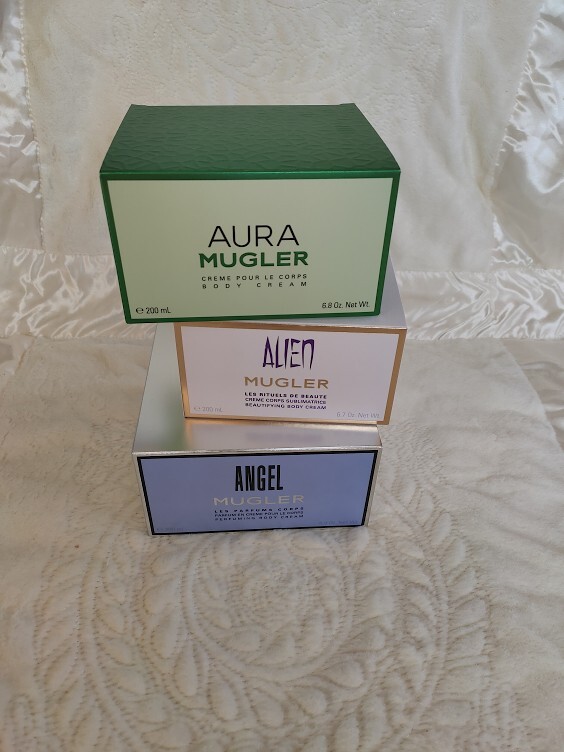 AURA
MUGLER
CREME POUR LE CORPS
BODY CREAM
℮ 200 mL 6.8 Oz. Net Wt.
ALIEN
MUGLER
LES RITUELS DE BEAUTÉ
CRÈME CORPS SUBLIMATRICE
BEAUTIFYING BODY CREAM
℮ 200 mL 6.7 Oz. Net Wt.
ANGEL
MUGLER
LES PARFUMS CORPS
PARFUM EN CREME POUR LE CORPS
PERFUMING BODY CREAM